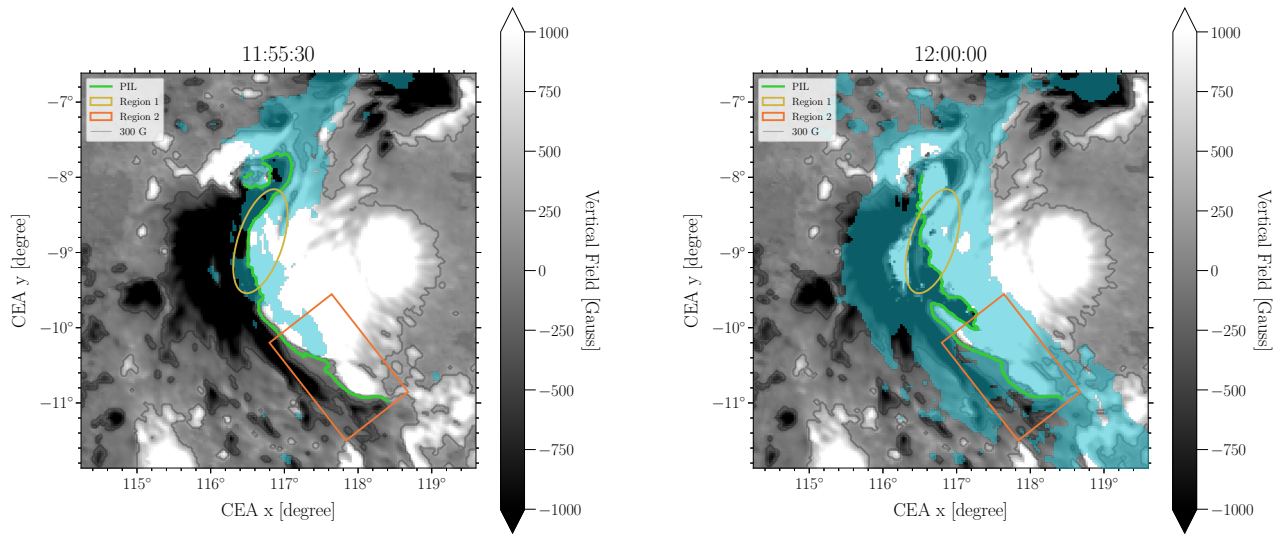 11:55:30
PIL
Region 1
Region 2
300 G
−7°
−8°
−9°
−10°
−11°
CEA y [degree]
115°
116°
117°
118°
119°
CEA x [degree]
1000
750
500
250
0
−250
−500
−750
−1000
Vertical Field [Gauss]
12:00:00
PIL
Region 1
Region 2
300 G
−7°
−8°
−9°
−10°
−11°
CEA y [degree]
115°
116°
117°
118°
119°
CEA x [degree]
1000
750
500
250
0
−250
−500
−750
−1000
Vertical Field [Gauss]